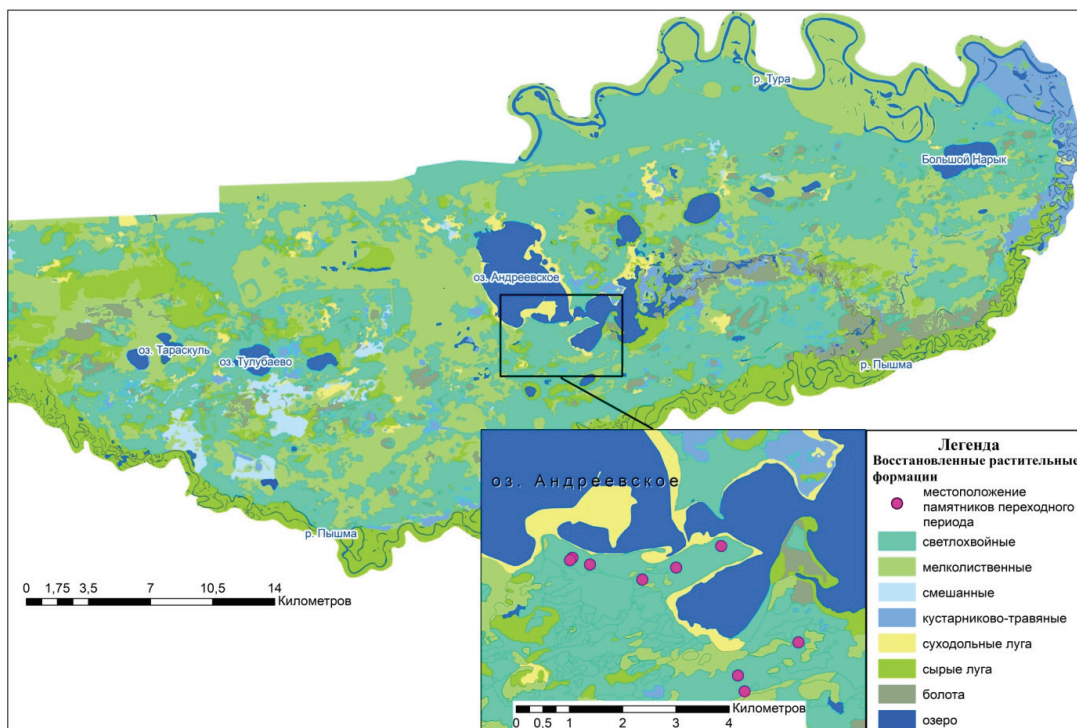 р. Тура
Большой Нарык
оз. Андреевское
оз. Тараскуль
оз. Тулубаево
р. Пышма
р. Пышма
0 1,75 3,5 7 10,5 14
Километров
оз. Андреевское
Километров
0 0.5 1 2 3 4
Легенда
Восстановленные растительные
формации
местоположение
памятников переходного
периода
светлохвойные
мелколиственные
смешанные
кустарниково-травяные
суходольные луга
сырые луга
болота
озеро